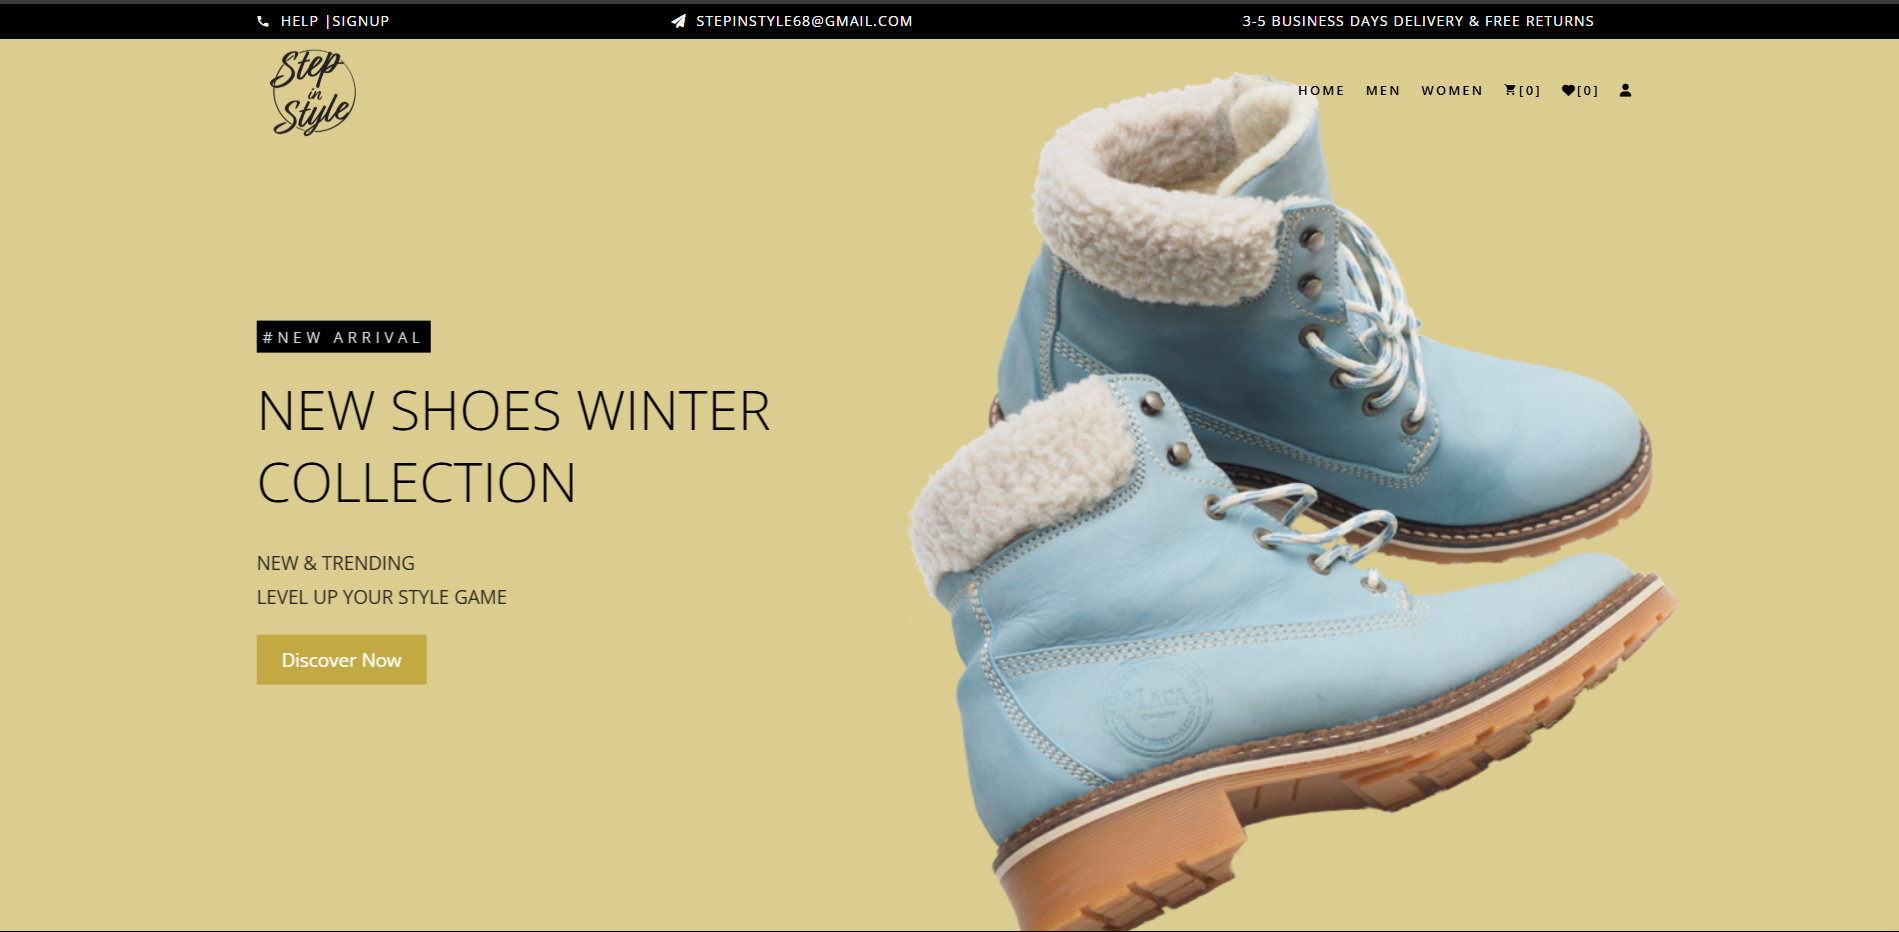 HELP |SIGNUP
STEPINSTYLE68@GMAIL.COM
3-5 BUSINESS DAYS DELIVERY & FREE RETURNS
Step
in
Style
HOME MEN WOMEN [0] [0]
#NEW ARRIVAL
NEW SHOES WINTER
COLLECTION
NEW & TRENDING
LEVEL UP YOUR STYLE GAME
Discover Now
MACA